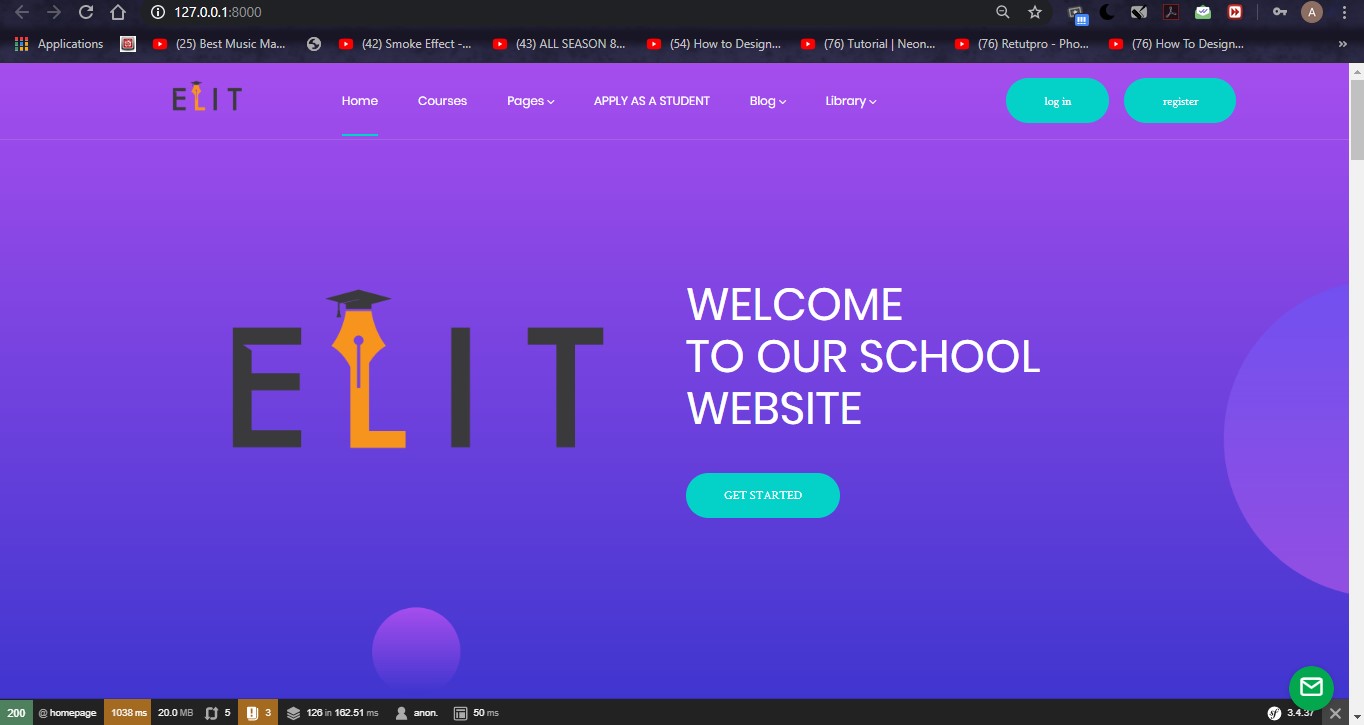 127.0.0.1:8000
Applications
(25) Best Music Ma...
(42) Smoke Effect -...
(43) ALL SEASON 8...
(54) How to Design...
(76) Tutorial | Neon...
(76) Retutpro - Pho...
(76) How To Design...
»
ELIT
Home
Courses
Pages
APPLY AS A STUDENT
Blog
Library
log in
register
ELIT
WELCOME
TO OUR SCHOOL
WEBSITE
GET STARTED
200 @ homepage 1038 ms 20.0 MB 5 3 126 in 162.51 ms anon. 50 ms sf 3.4.37
A